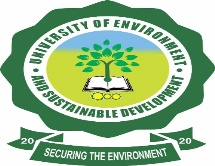 UNIVERSITY OF ENVIRONMENT
AND SUSTAINABLE DEVELOPMENT
20 20
SECURING THE ENVIRONMENT